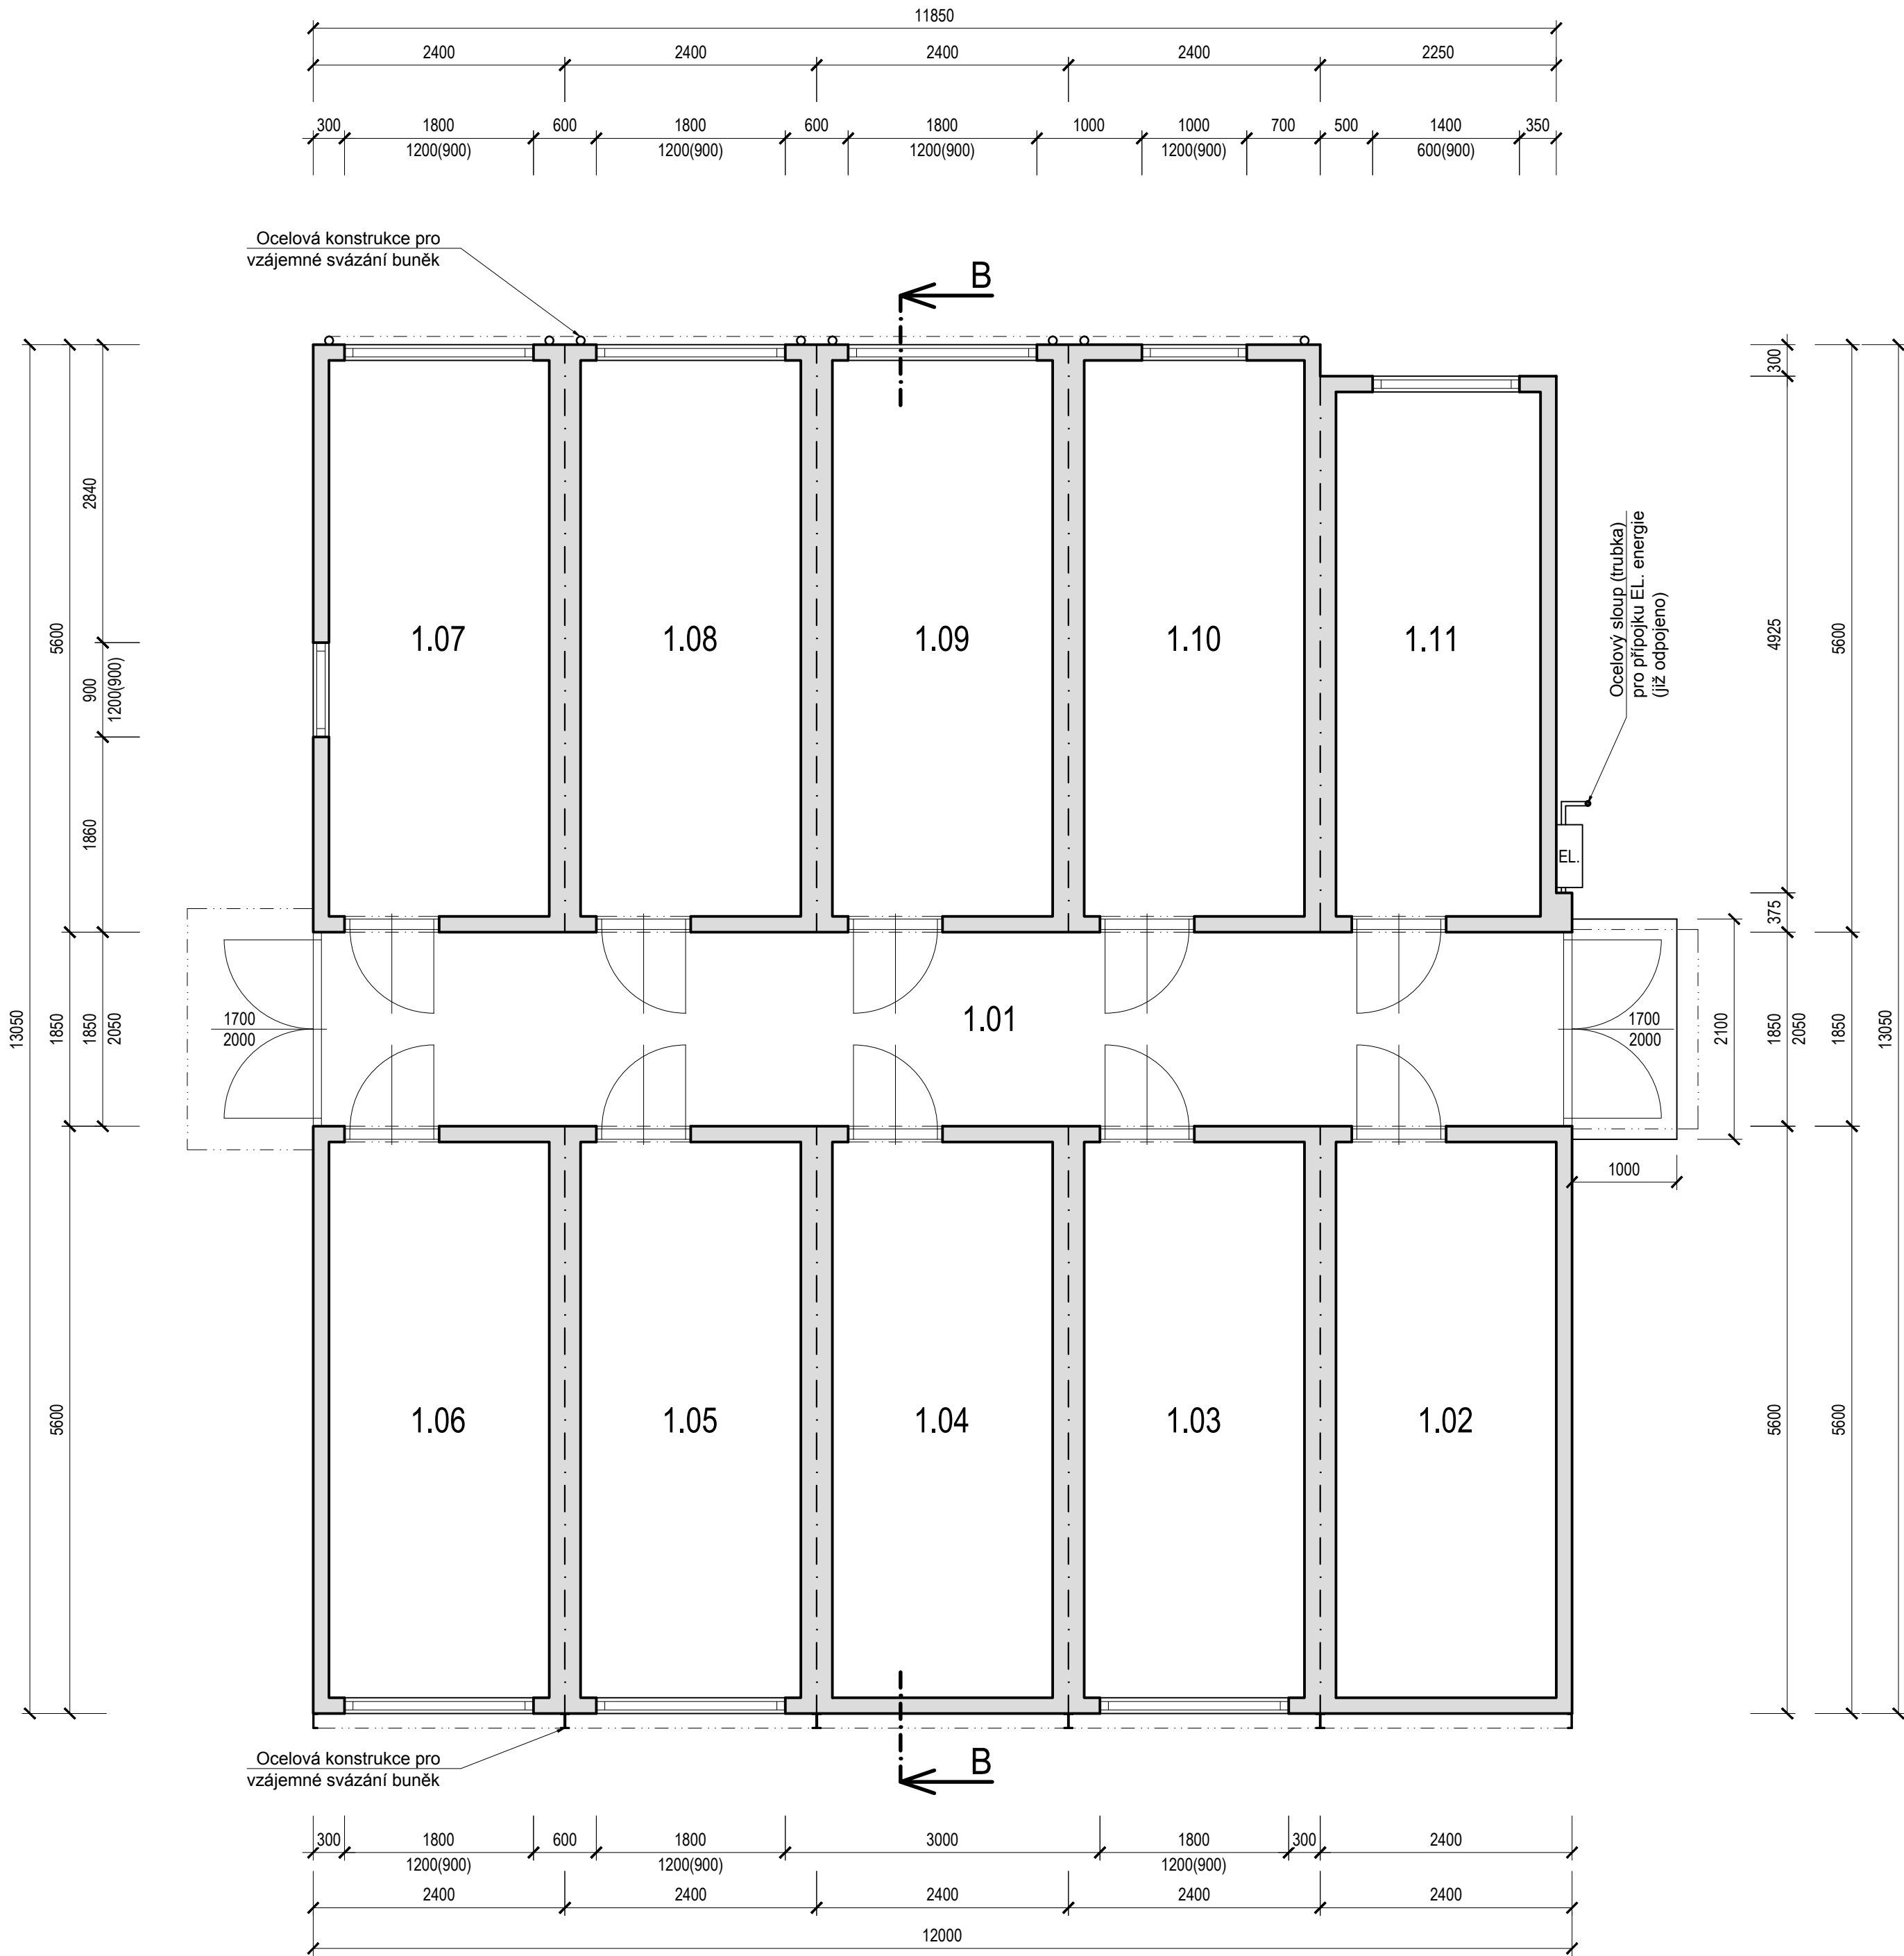 11850
2400 2400 2400 2400 2250
300 1800 600 1800 600 1800 1000 1000 700 500 1400 350
1200(900) 1200(900) 1200(900) 1200(900) 600(900)
Ocelová konstrukce pro
vzájemné svázání buněk
B
13050
5600
1850
5600
2840
900
1200(900)
1860
1850
2050
1.07 1.08 1.09 1.10 1.11
Ocelový sloup (trubka)
pro přípojku EL. energie
(již odpojeno)
EL.
300
4925
375
1850
2050
5600
5600
1850
5600
13050
2100
1000
1700
2000
1.01
1700
2000
1.06 1.05 1.04 1.03 1.02
Ocelová konstrukce pro
vzájemné svázání buněk
B
300 1800 600 1800 3000 1800 300 2400
1200(900) 1200(900) 1200(900)
2400 2400 2400 2400 2400
12000